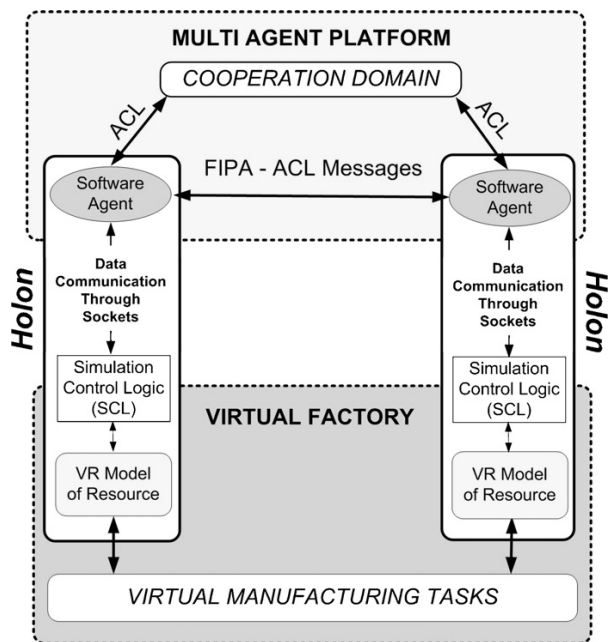 MULTI AGENT PLATFORM
COOPERATION DOMAIN
ACL
ACL
FIPA - ACL Messages
Software
Agent
Data
Communication
Through
Sockets
Holon
Simulation
Control Logic
(SCL)
VR Model
of Resource
Software
Agent
Data
Communication
Through
Sockets
Holon
Simulation
Control Logic
(SCL)
VR Model
of Resource
VIRTUAL FACTORY
VIRTUAL MANUFACTURING TASKS